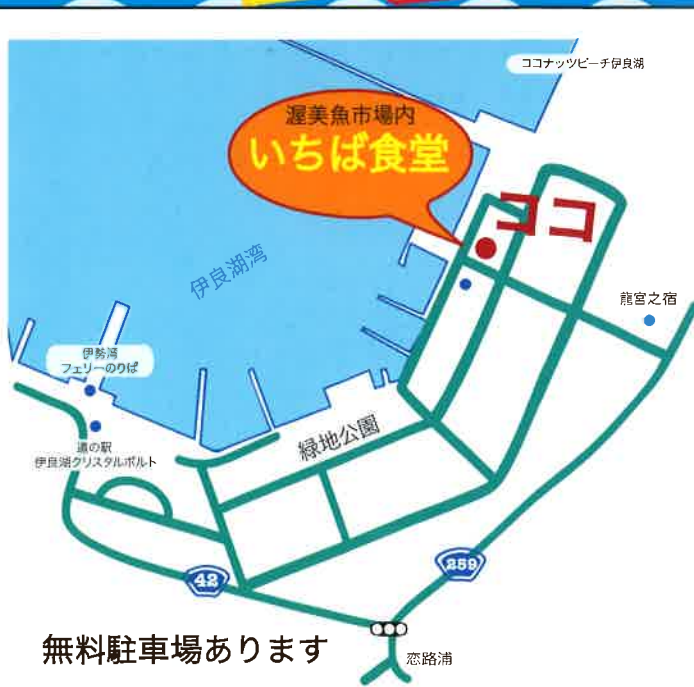 ココナッツビーチ伊良湖
渥美魚市場内
いちば食堂
ココ
伊良湖湾
龍宮之宿
伊勢湾
フェリーのりば
道の駅
伊良湖クリスタルポルト
緑地公園
42
259
無料駐車場あります
恋路浦